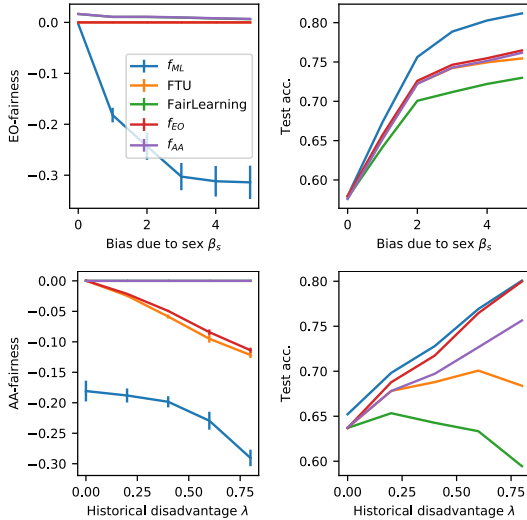 0.0
−0.1
−0.2
−0.3
EO-fairness
0
2
4
Bias due to sex βs
fML
FTU
FairLearning
fEO
fAA
0.80
0.75
0.70
0.65
0.60
Test acc.
0
2
4
Bias due to sex βs
0.00
−0.05
−0.10
−0.15
−0.20
−0.25
−0.30
AA-fairness
0.00
0.25
0.50
0.75
Historical disadvantage λ
0.80
0.75
0.70
0.65
0.60
Test acc.
0.00
0.25
0.50
0.75
Historical disadvantage λ